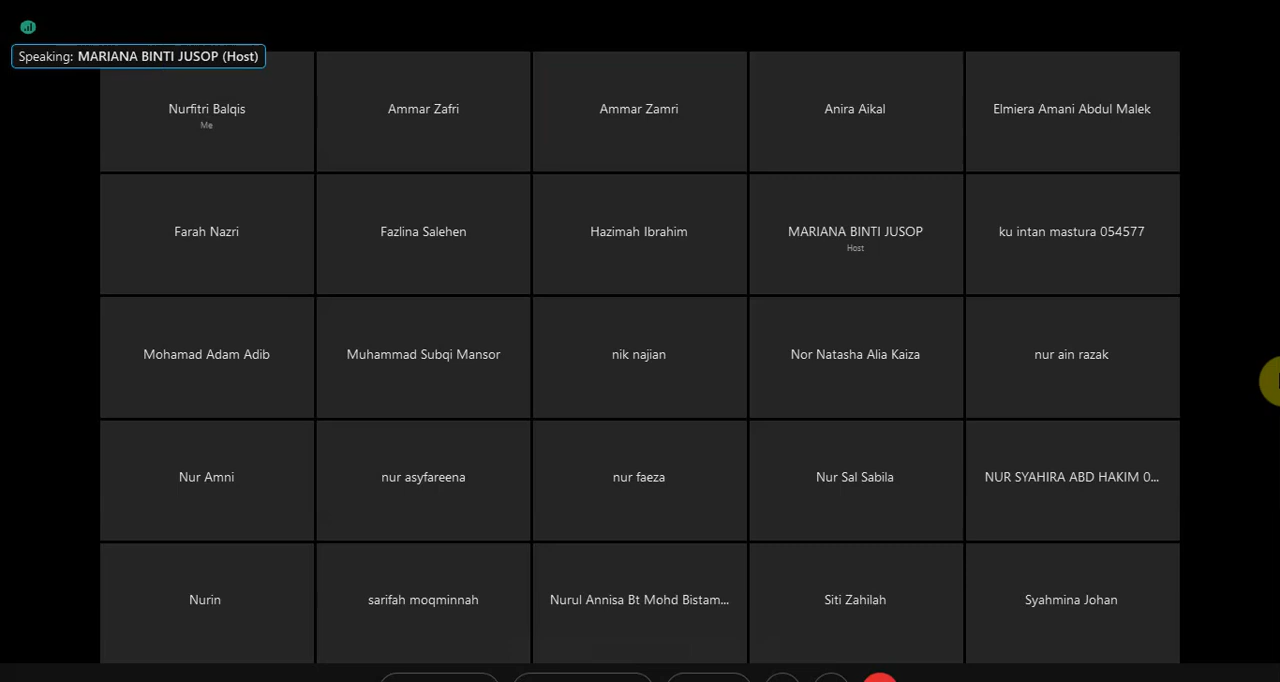 Speaking: MARIANA BINTI JUSOP (Host)
Nurfitri Balqis
Me
Ammar Zafri
Ammar Zamri
Anira Aikal
Elmiera Amani Abdul Malek
Farah Nazri
Fazlina Salehen
Hazimah Ibrahim
MARIANA BINTI JUSOP
Host
ku intan mastura 054577
Mohamad Adam Adib
Muhammad Subqi Mansor
nik najian
Nor Natasha Alia Kaiza
nur ain razak
Nur Amni
nur asyfareena
nur faeza
Nur Sal Sabila
NUR SYAHIRA ABD HAKIM 0...
Nurin
sarifah moqminnah
Nurul Annisa Bt Mohd Bistam...
Siti Zahilah
Syahmina Johan